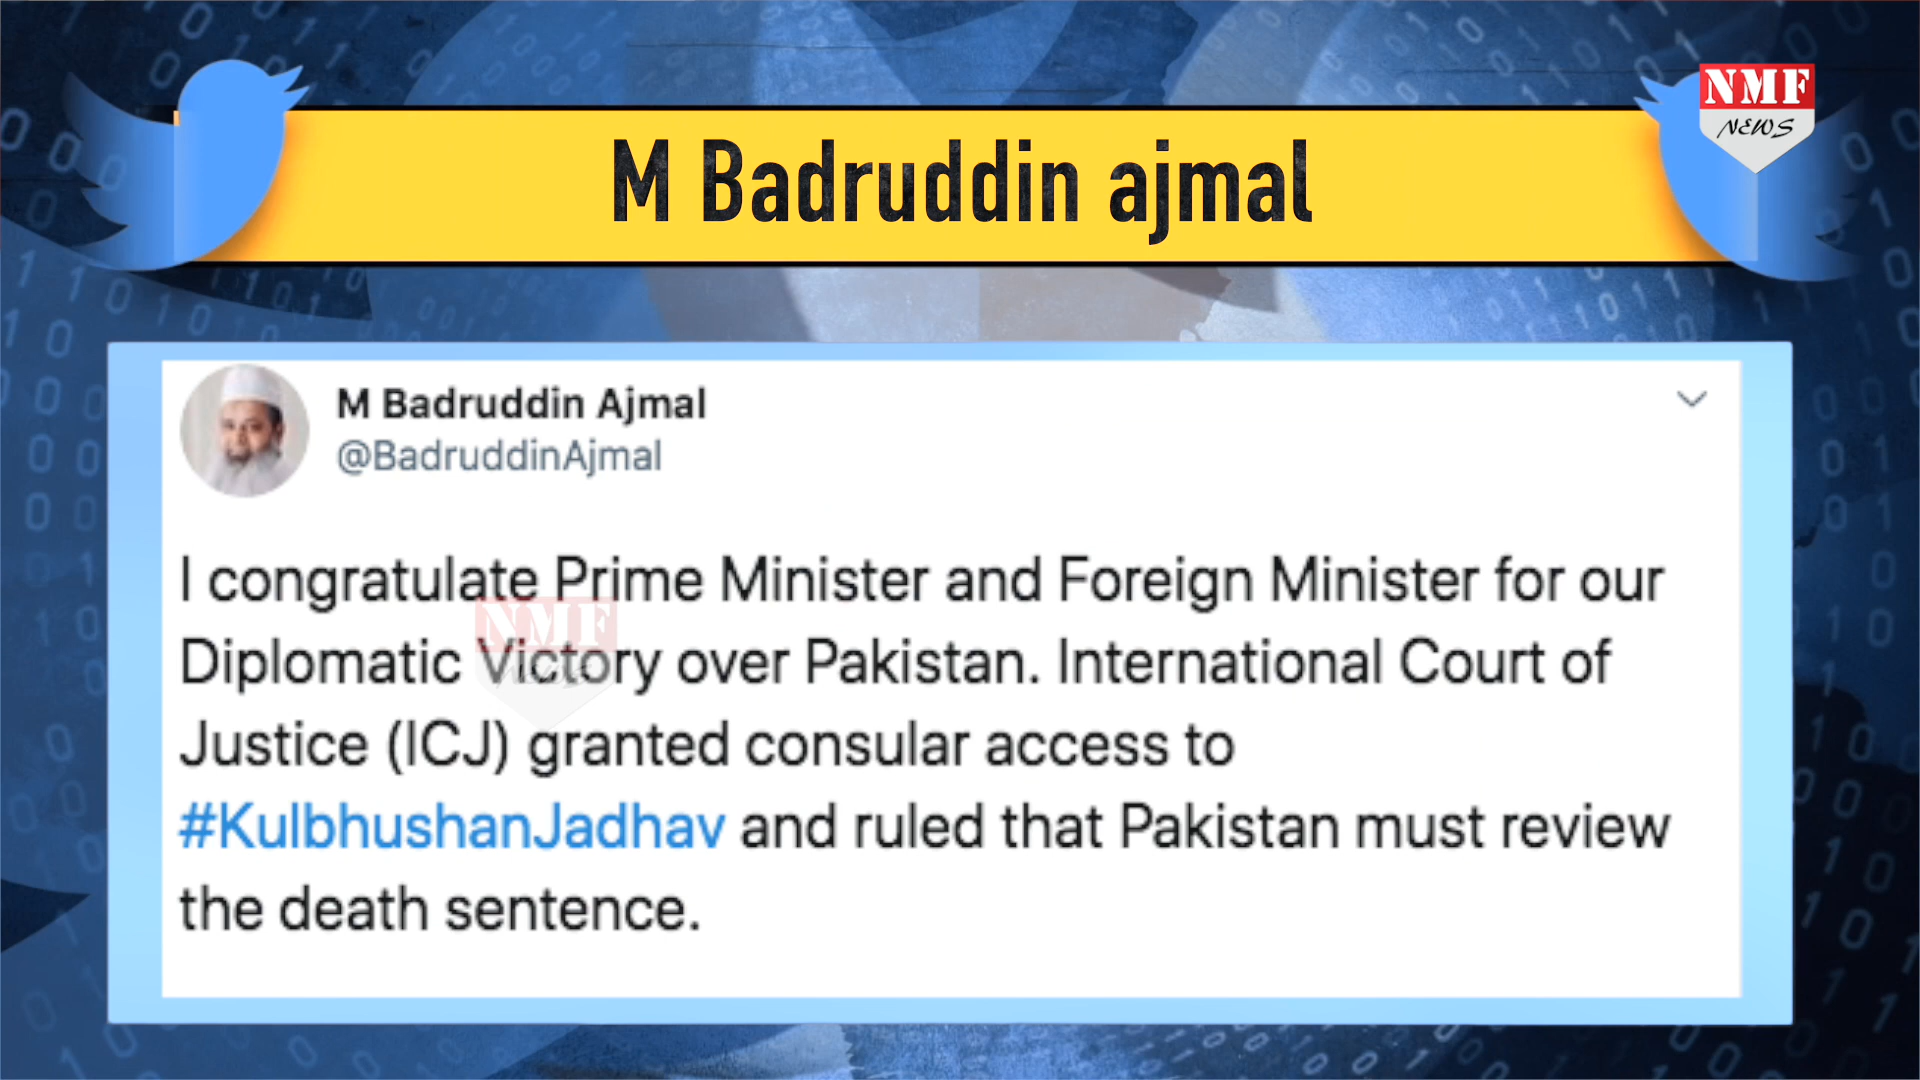 NMF
NEWS
M Badruddin ajmal
M Badruddin Ajmal
@BadruddinAjmal
I congratulate Prime Minister and Foreign Minister for our
Diplomatic Victory over Pakistan. International Court of
Justice (ICJ) granted consular access to
#KulbhushanJadhav and ruled that Pakistan must review
the death sentence.
NMF